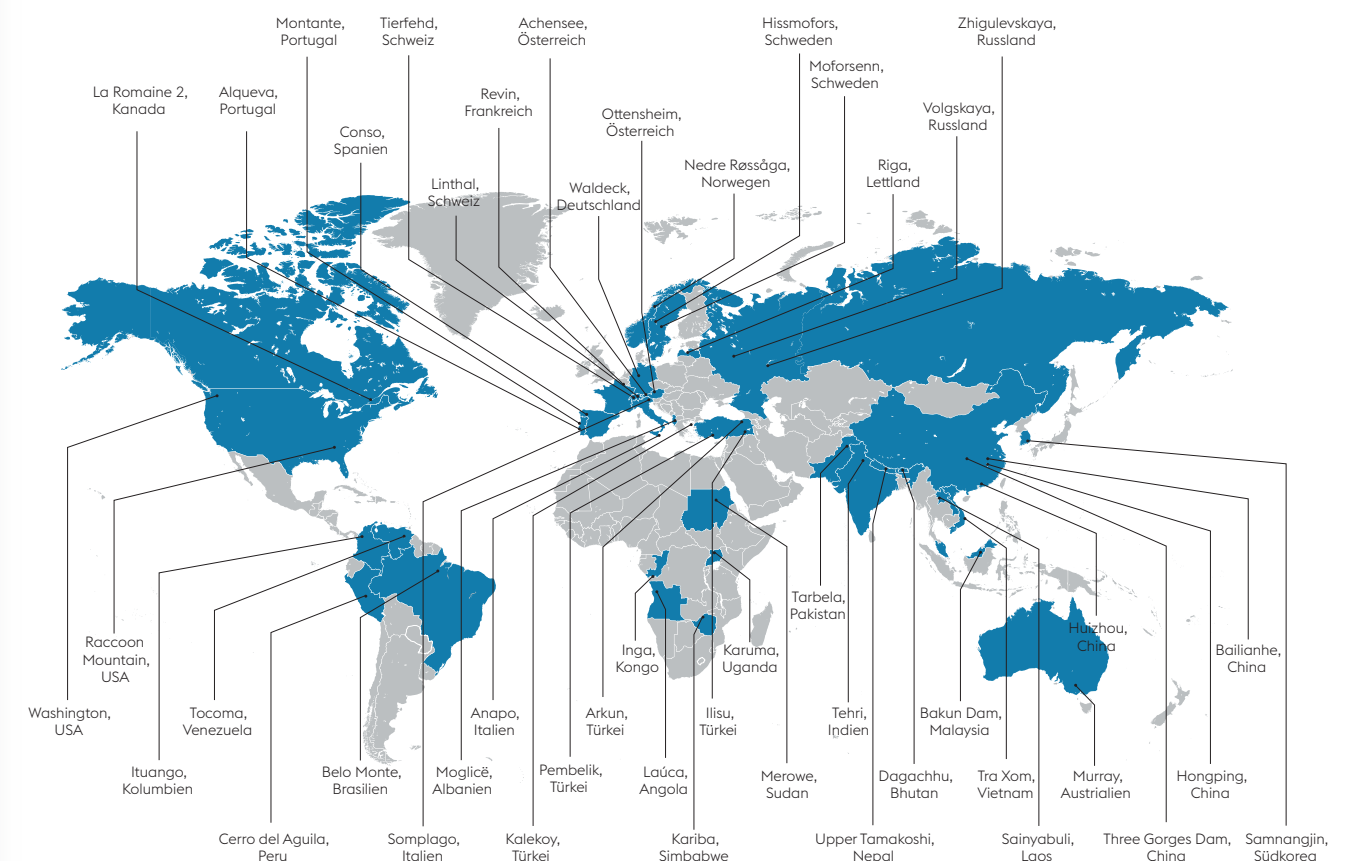 Montante,
Portugal
Tierfehd,
Schweiz
Achensee,
Österreich
Hissmofors,
Schweden
Zhigulevskaya,
Russland
La Romaine 2,
Kanada
Alqueva,
Portugal
Revin,
Frankreich
Moforsenn,
Schweden
Conso,
Spanien
Ottensheim,
Österreich
Volgskaya,
Russland
Linthal,
Schweiz
Waldeck,
Deutschland
Nedre Røssåga,
Norwegen
Riga,
Lettland
Raccoon
Mountain,
USA
Inga,
Kongo
Karuma,
Uganda
Tarbela,
Pakistan
Huizhou,
China
Bailianhe,
China
Washington,
USA
Tocoma,
Venezuela
Anapo,
Italien
Arkun,
Türkei
Ilisu,
Türkei
Tehri,
Indien
Bakun Dam,
Malaysia
Ituango,
Kolumbien
Belo Monte,
Brasilien
Moglicë,
Albanien
Pembelik,
Türkei
Laúca,
Angola
Merowe,
Sudan
Dagachhu,
Bhutan
Tra Xom,
Vietnam
Murray,
Australien
Hongping,
China
Cerro del Aguila,
Peru
Somplago,
Italien
Kalekoy,
Türkei
Kariba,
Simbabwe
Upper Tamakoshi,
Nepal
Sainyabuli,
Laos
Three Gorges Dam,
China
Samnangjin,
Südkorea